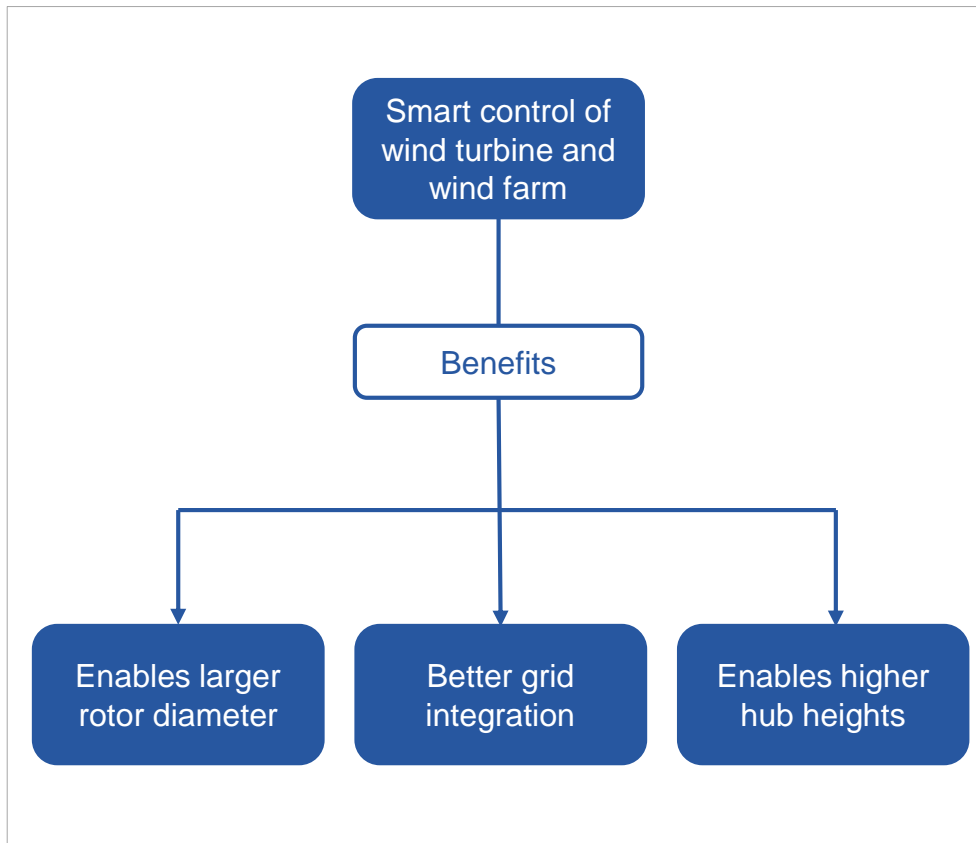 Smart control of
wind turbine and
wind farm
Benefits
Enables larger
rotor diameter
Better grid
integration
Enables higher
hub heights